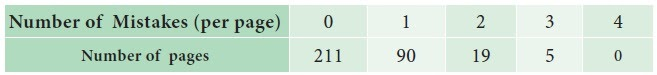 Number of Mistakes (per page) 0 1 2 3 4
Number of pages 211 90 19 5 0